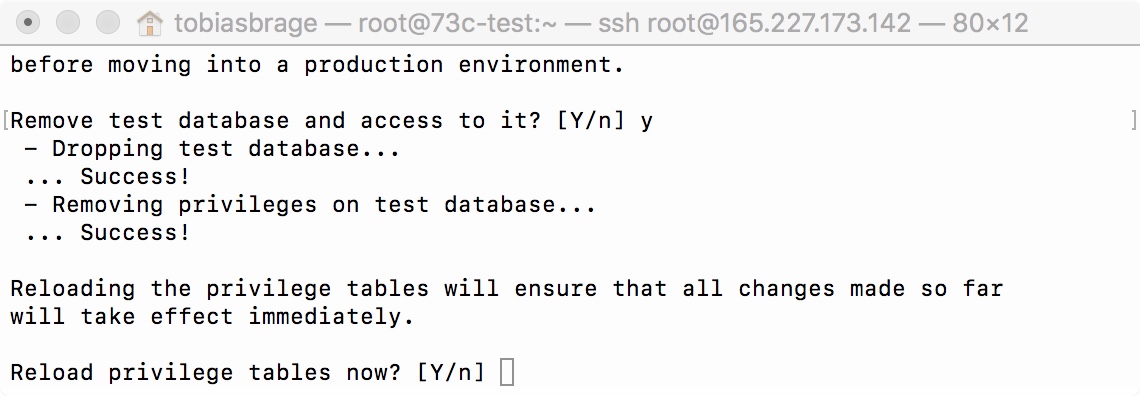 tobiasbrage — root@73c-test:~ — ssh root@165.227.173.142 — 80×12
before moving into a production environment.
[Remove test database and access to it? [Y/n] y ]
 – Dropping test database...
 ... Success!
 – Removing privileges on test database...
 ... Success!
Reloading the privilege tables will ensure that all changes made so far
will take effect immediately.
Reload privilege tables now? [Y/n]